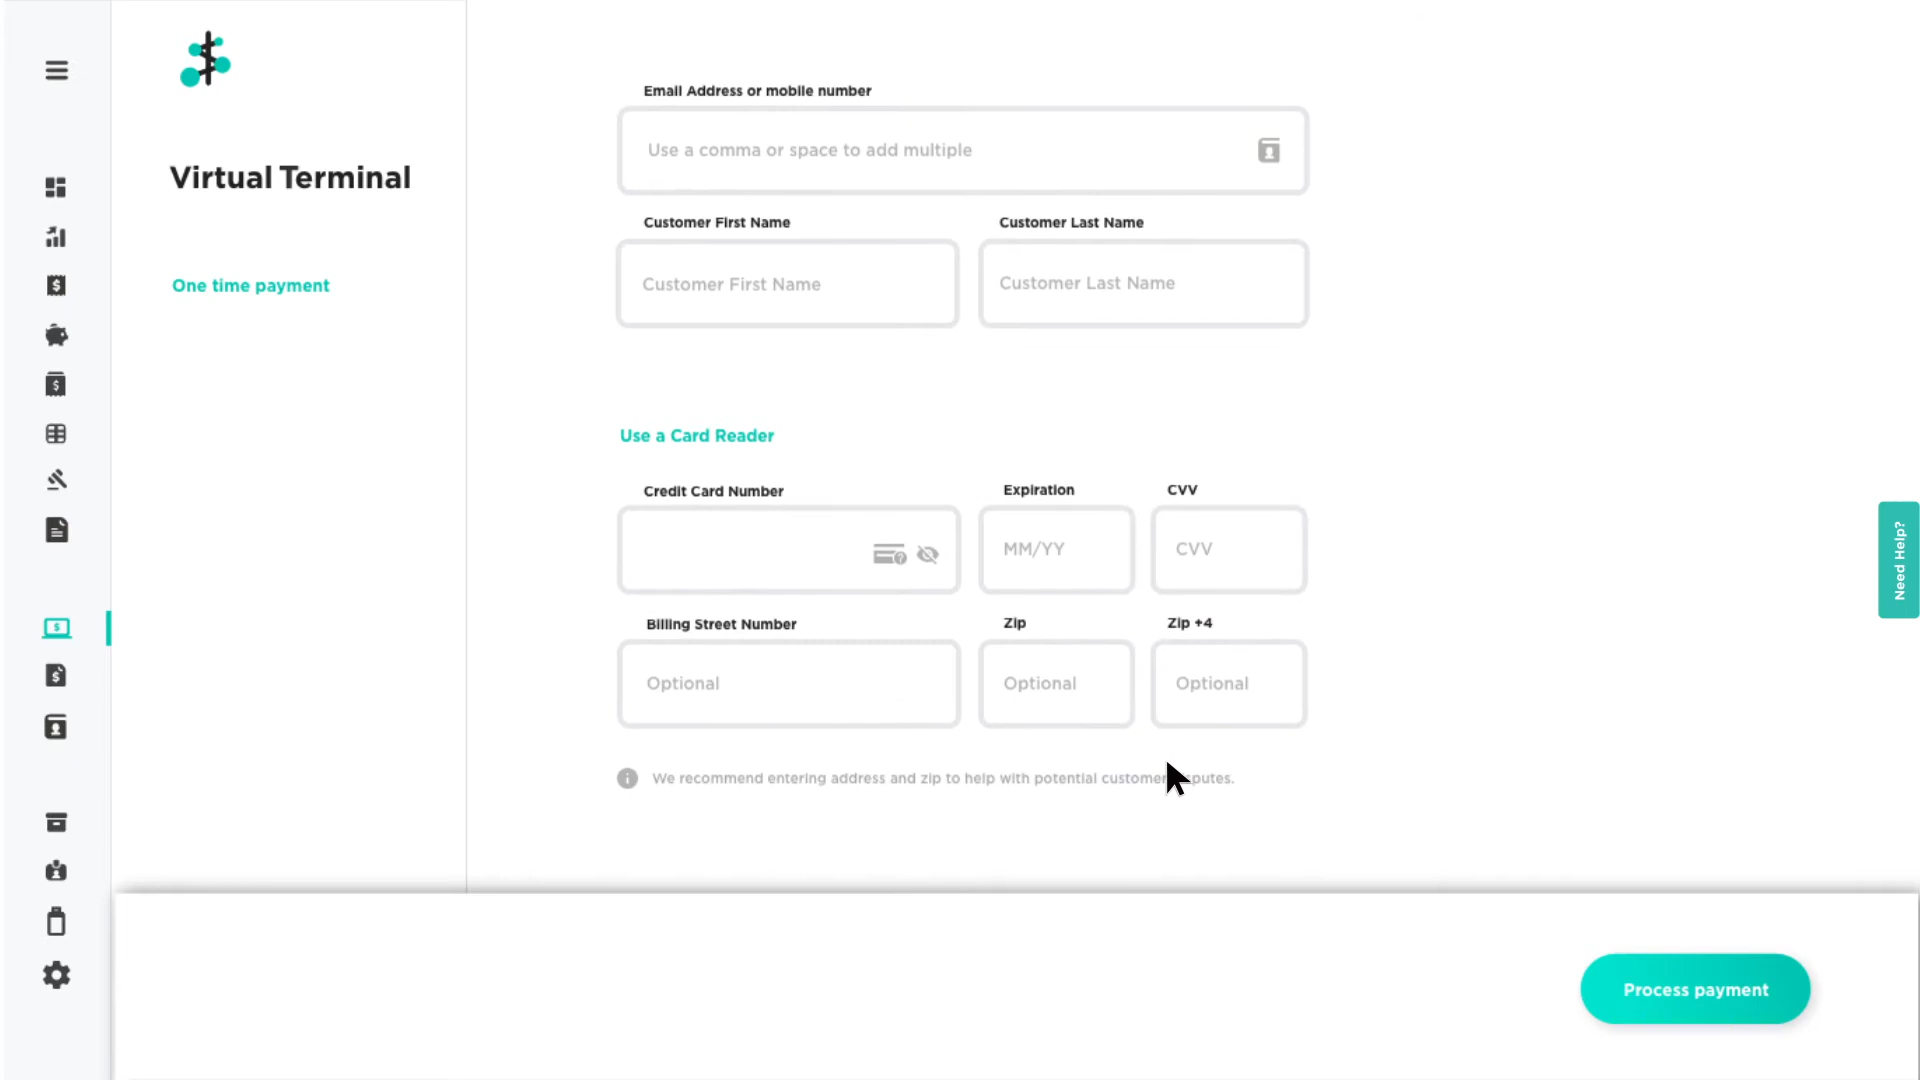 Virtual Terminal
One time payment
Email Address or mobile number
Use a comma or space to add multiple
Customer First Name
Customer Last Name
Customer First Name
Customer Last Name
Use a Card Reader
Credit Card Number
Expiration
CVV
MM/YY
CVV
Billing Street Number
Zip
Zip +4
Optional
Optional
Optional
We recommend entering address and zip to help with potential customer
Need Help?
Process payment